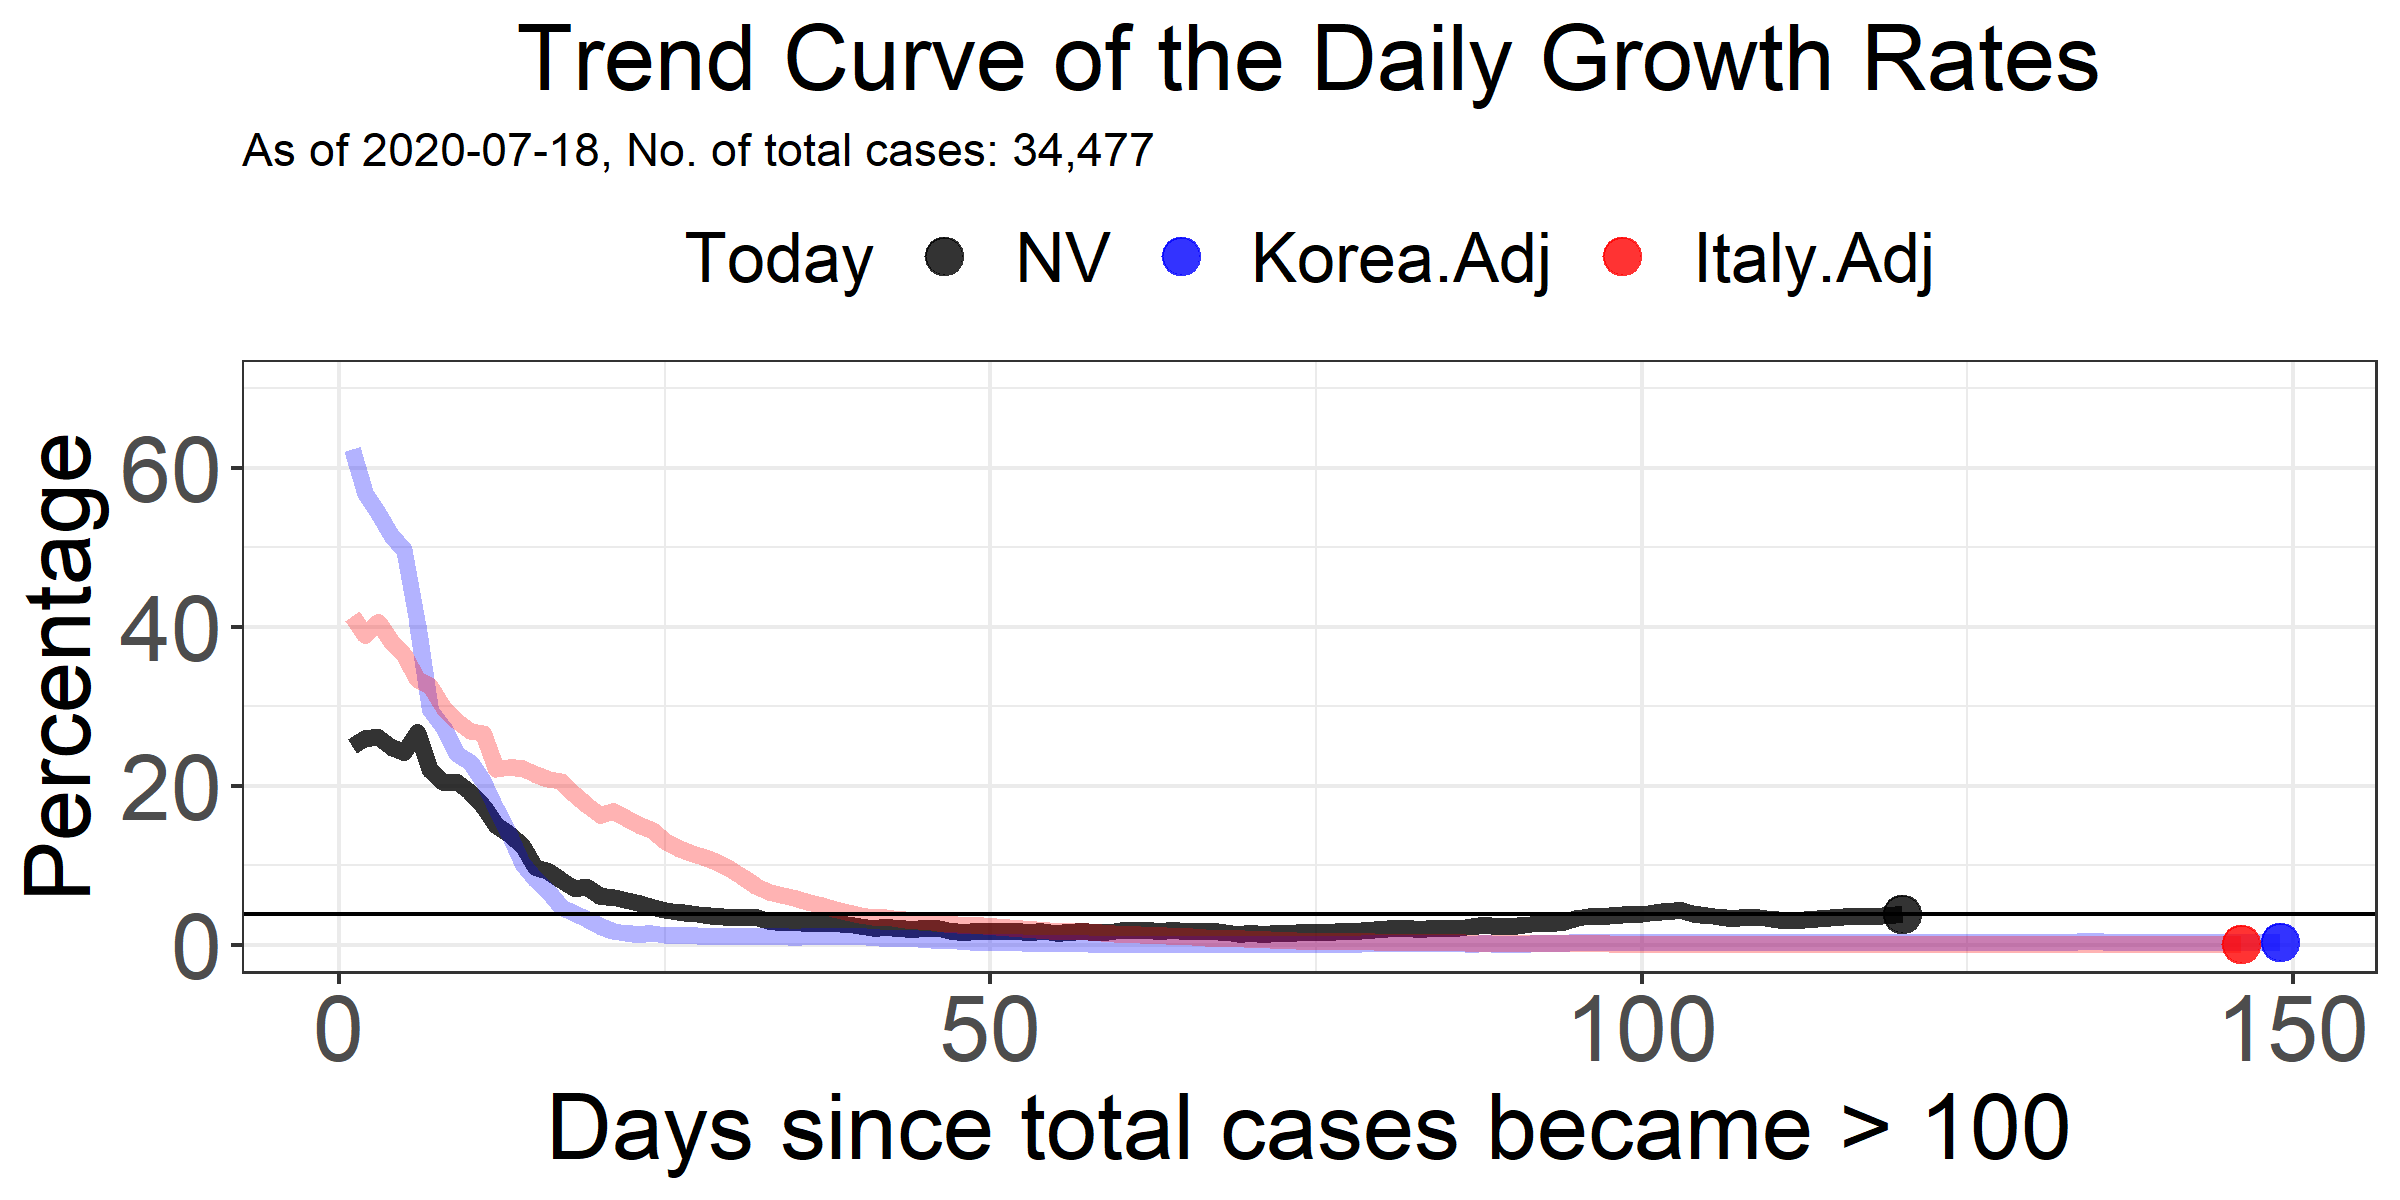 Trend Curve of the Daily Growth Rates
As of 2020-07-18, No. of total cases: 34,477
Today NV Korea.Adj Italy.Adj
Percentage
60
40
20
0
0 50 100 150
Days since total cases became > 100